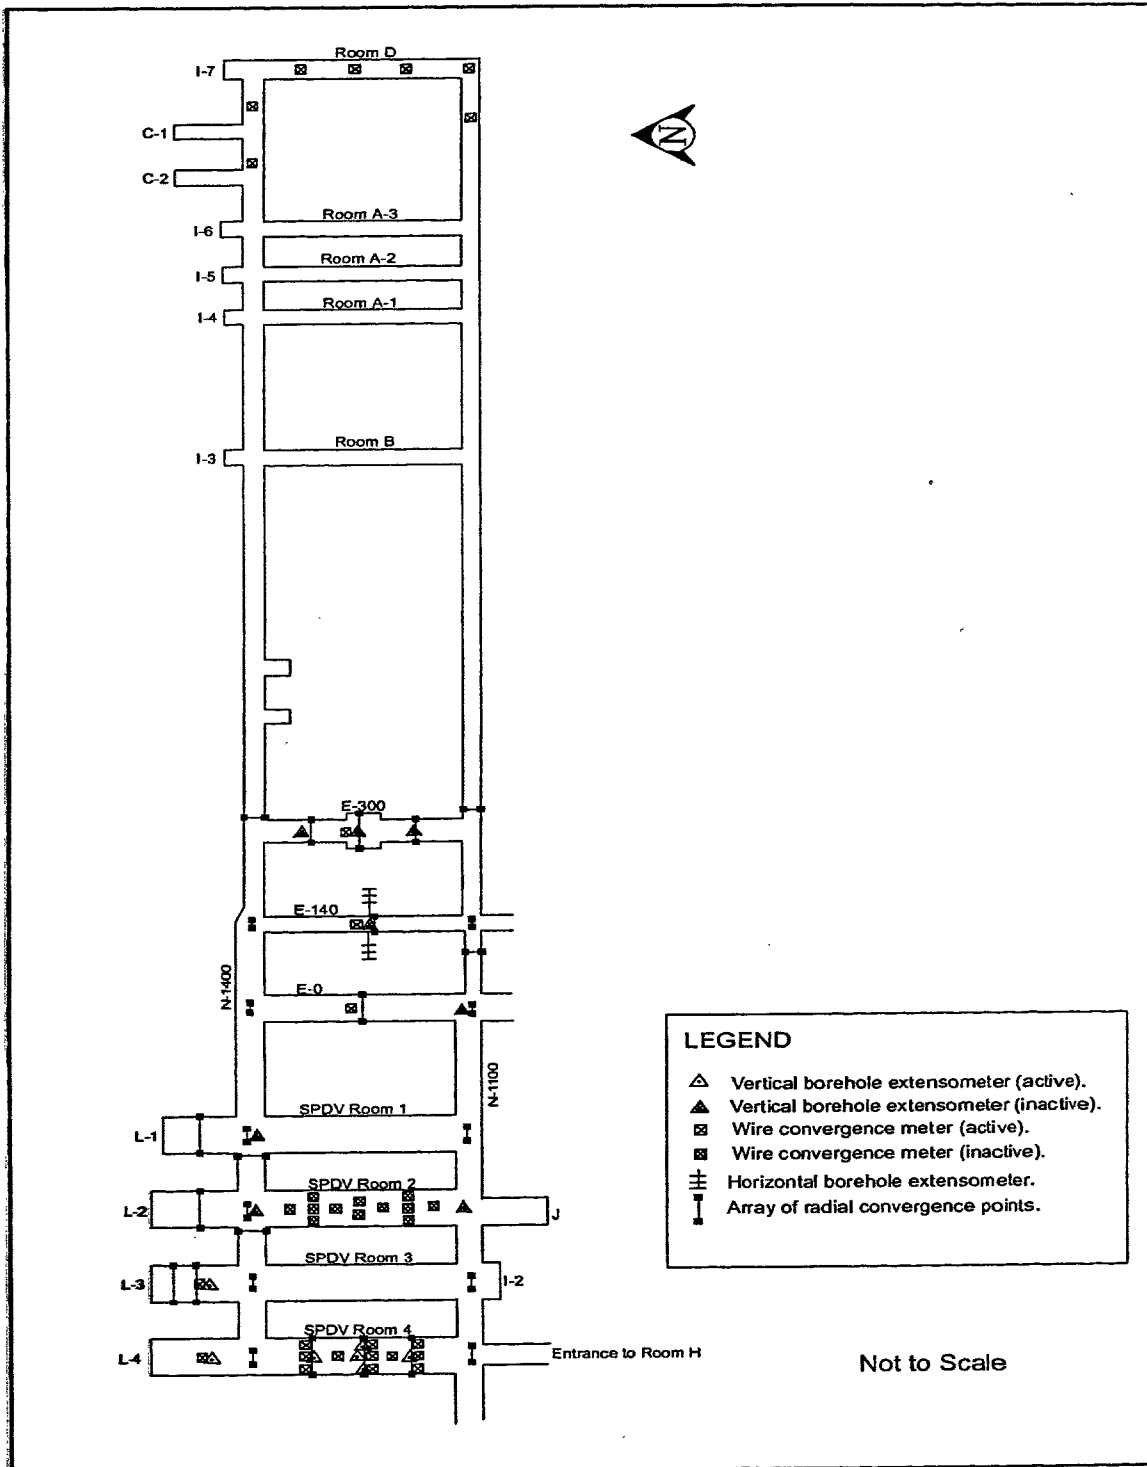 Room D
I-7
N
C-1
C-2
Room A-3
I-6
Room A-2
I-5
Room A-1
I-4
Room B
I-3
E-300
E-140
N-1400
E-0
N-1100
SPDV Room 1
L-1
SPDV Room 2
L-2
J
SPDV Room 3
L-3
I-2
SPDV Room 4
L-4
Entrance to Room H
LEGEND
Vertical borehole extensometer (active).
Vertical borehole extensometer (inactive).
Wire convergence meter (active).
Wire convergence meter (inactive).
Horizontal borehole extensometer.
Array of radial convergence points.
Not to Scale